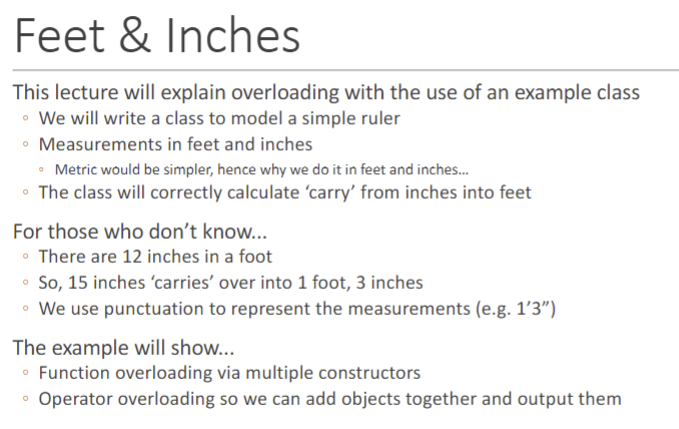 Feet & Inches
This lecture will explain overloading with the use of an example class
◦ We will write a class to model a simple ruler
◦ Measurements in feet and inches
◦ Metric would be simpler, hence why we do it in feet and inches…
◦ The class will correctly calculate ‘carry’ from inches into feet
For those who don’t know…
◦ There are 12 inches in a foot
◦ So, 15 inches ‘carries’ over into 1 foot, 3 inches
◦ We use punctuation to represent the measurements (e.g. 1’3”)
The example will show…
◦ Function overloading via multiple constructors
◦ Operator overloading so we can add objects together and output them